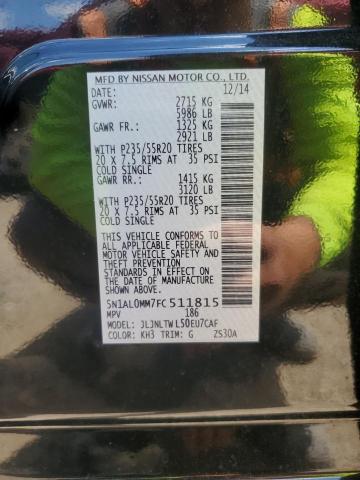 MFD BY NISSAN MOTOR CO., LTD.
DATE: 12/14
GVWR: 2715 KG
5986 LB
GAWR FR.: 1325 KG
2921 LB
WITH P235/55R20 TIRES
20 X 7.5 RIMS AT 35 PSI
COLD SINGLE
GAWR RR.: 1415 KG
3120 LB
WITH P235/55R20 TIRES
20 X 7.5 RIMS AT 35 PSI
COLD SINGLE
THIS VEHICLE CONFORMS TO
ALL APPLICABLE FEDERAL
MOTOR VEHICLE SAFETY
STANDARDS IN EFFECT ON
THE DATE OF MANUFACTURE
SHOWN ABOVE.
5N1AL0MM7FC511815
MPV 186
MODEL: JLJNLTWL50EU7CAF
COLOR: KH3 TRIM: G ZS30A